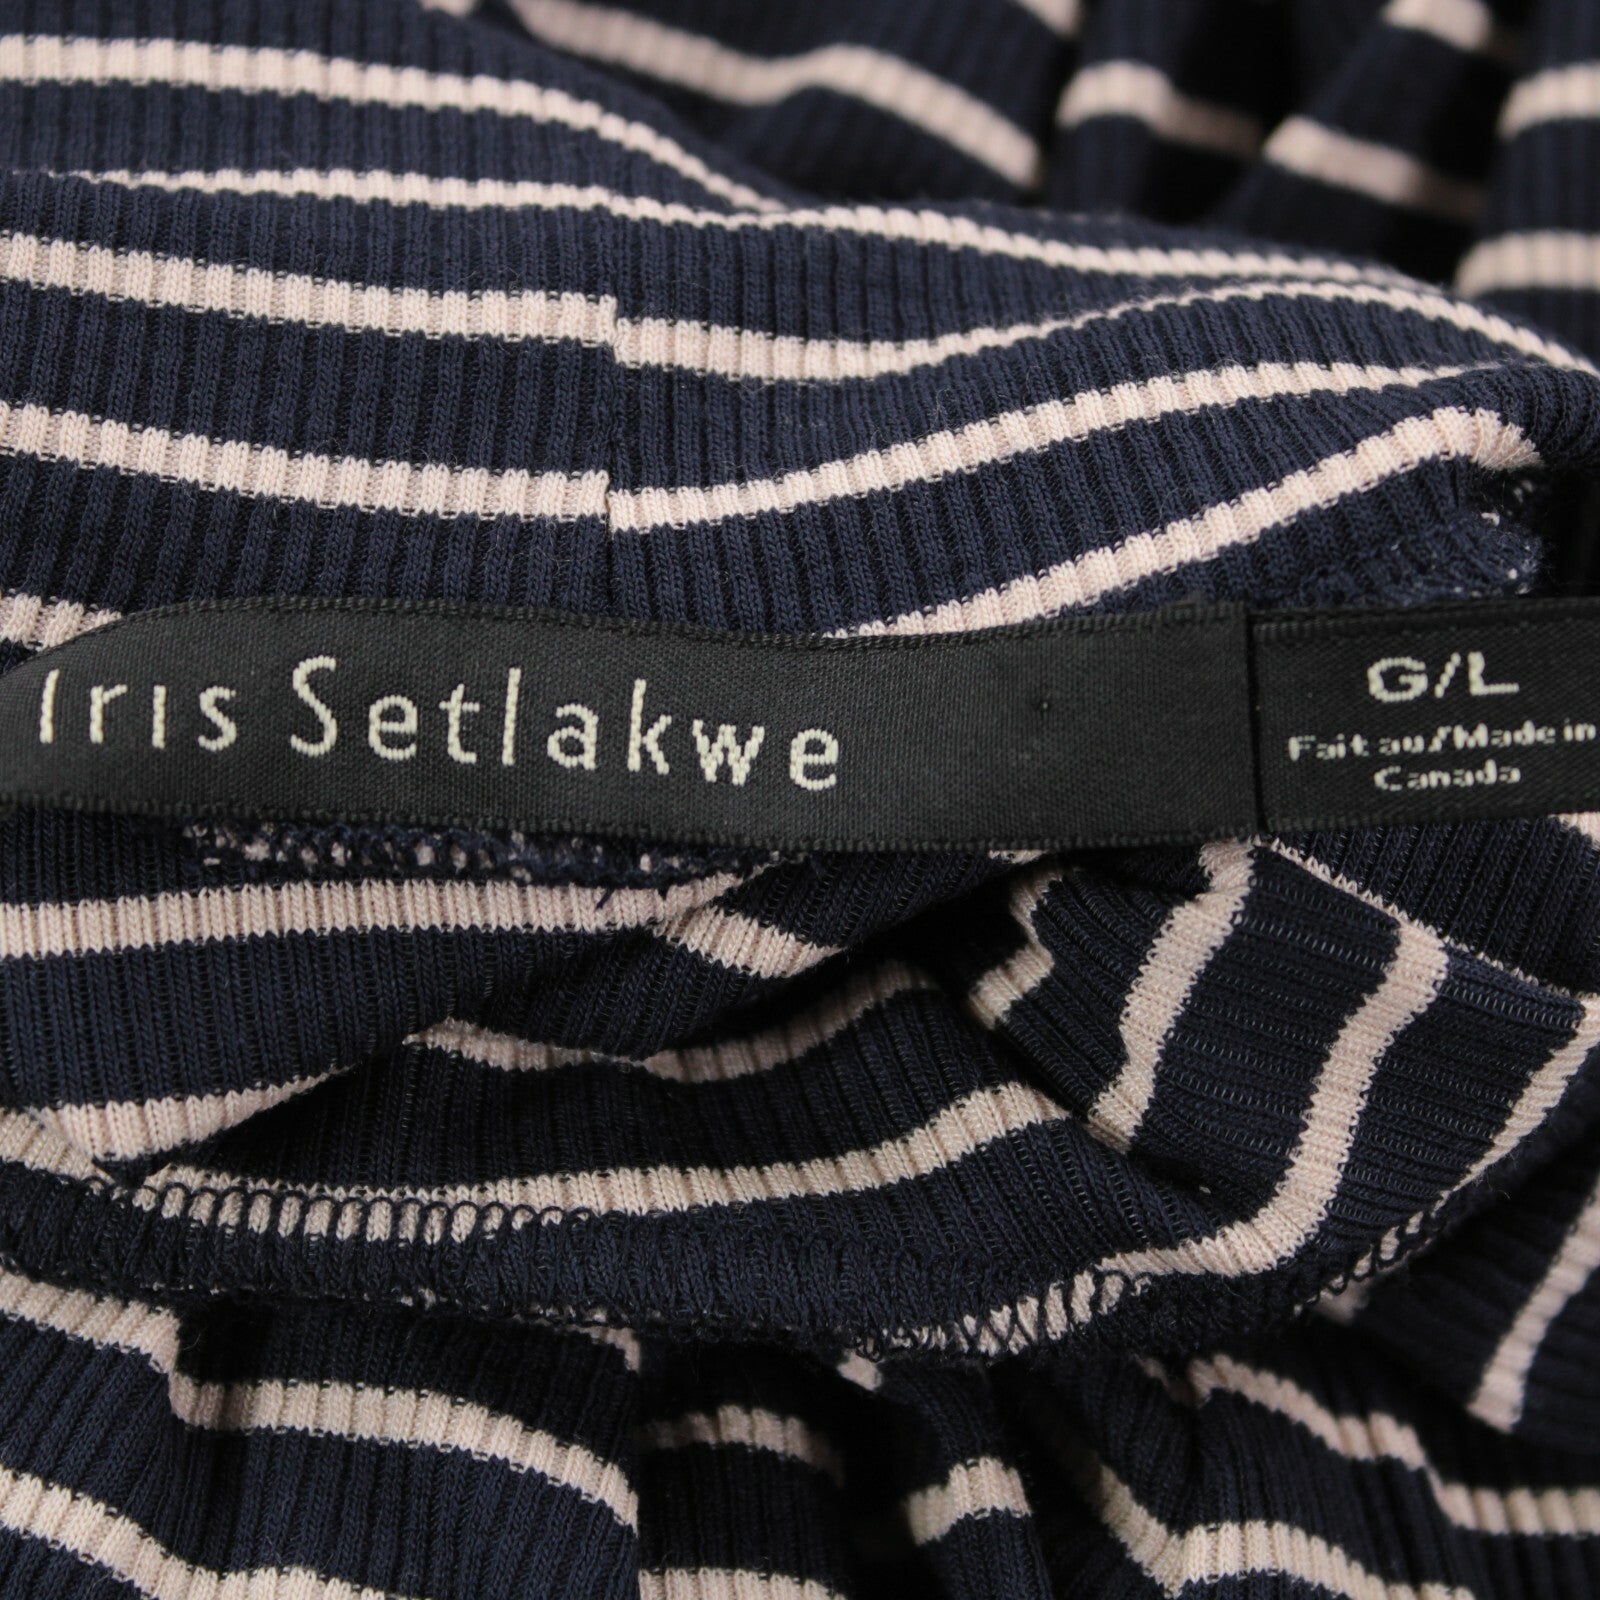 Iris Setlakwe
G/L
Fait au/Made in
Canada